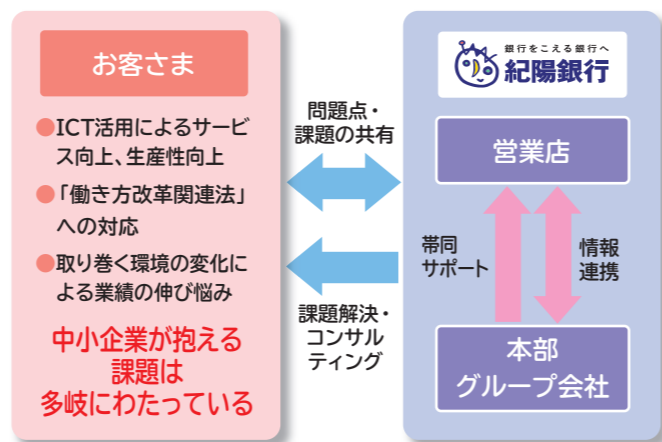 お客さま
●ICT活用によるサービ
ス向上、生産性向上
●「働き方改革関連法」
への対応
●取り巻く環境の変化に
よる業績の伸び悩み
中小企業が抱える
課題は
多岐にわたっている
問題点・
課題の共有
課題解決・
コンサル
ティング
銀行をこえる銀行へ
紀陽銀行
営業店
帯同
サポート
情報
連携
本部
グループ会社